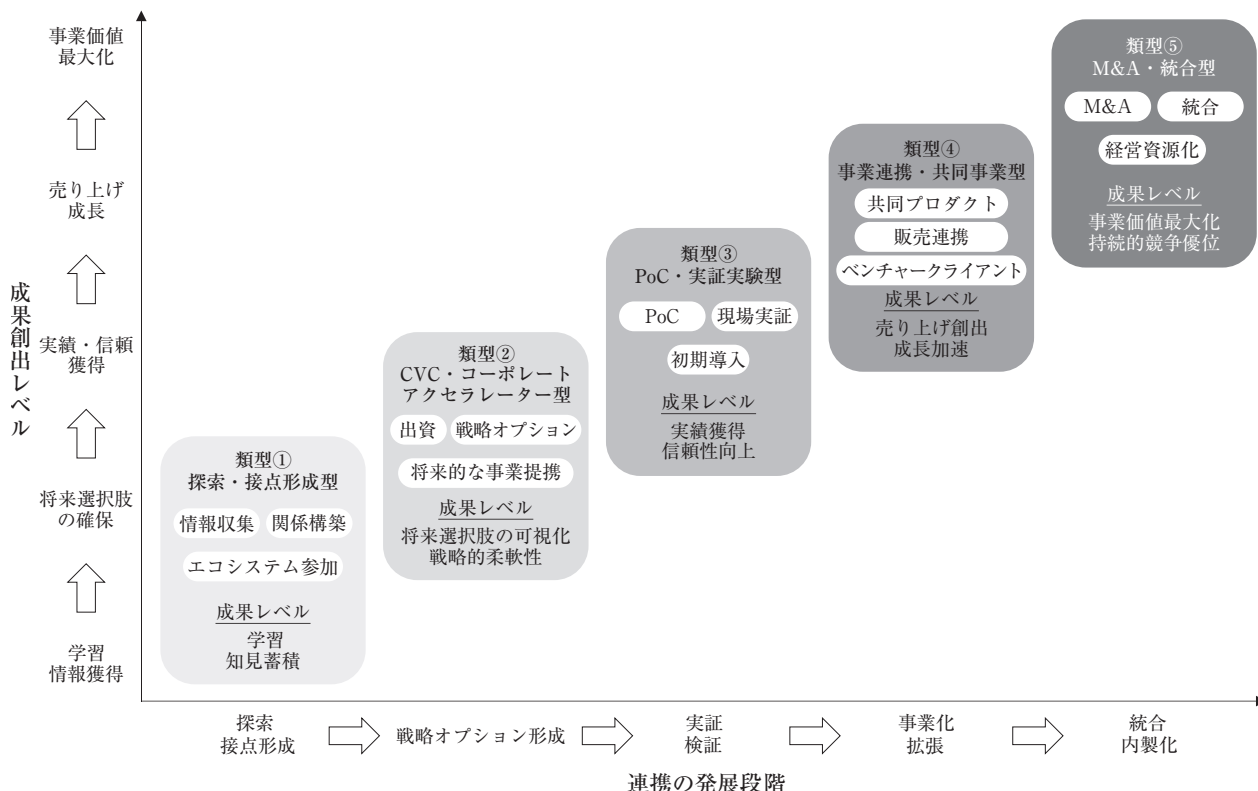 事業価値
最大化
売り上げ
成長
実績・信頼
獲得
将来選択肢
の確保
学習
情報獲得
成果創出レベル
類型①
探索・接点形成型
情報収集 関係構築
エコシステム参加
成果レベル
学習
知見蓄積
類型②
CVC・コーポレート
アクセラレーター型
出資 戦略オプション
将来的な事業提携
成果レベル
将来選択肢の可視化
戦略的柔軟性
類型③
PoC・実証実験型
PoC 現場実証
初期導入
成果レベル
実績獲得
信頼性向上
類型④
事業連携・共同事業型
共同プロダクト
販売連携
ベンチャークライアント
成果レベル
売り上げ創出
成長加速
類型⑤
M&A・統合型
M&A 統合
経営資源化
成果レベル
事業価値最大化
持続的競争優位
探索
接点形成
戦略オプション形成
実証
検証
事業化
拡張
統合
内製化
連携の発展段階